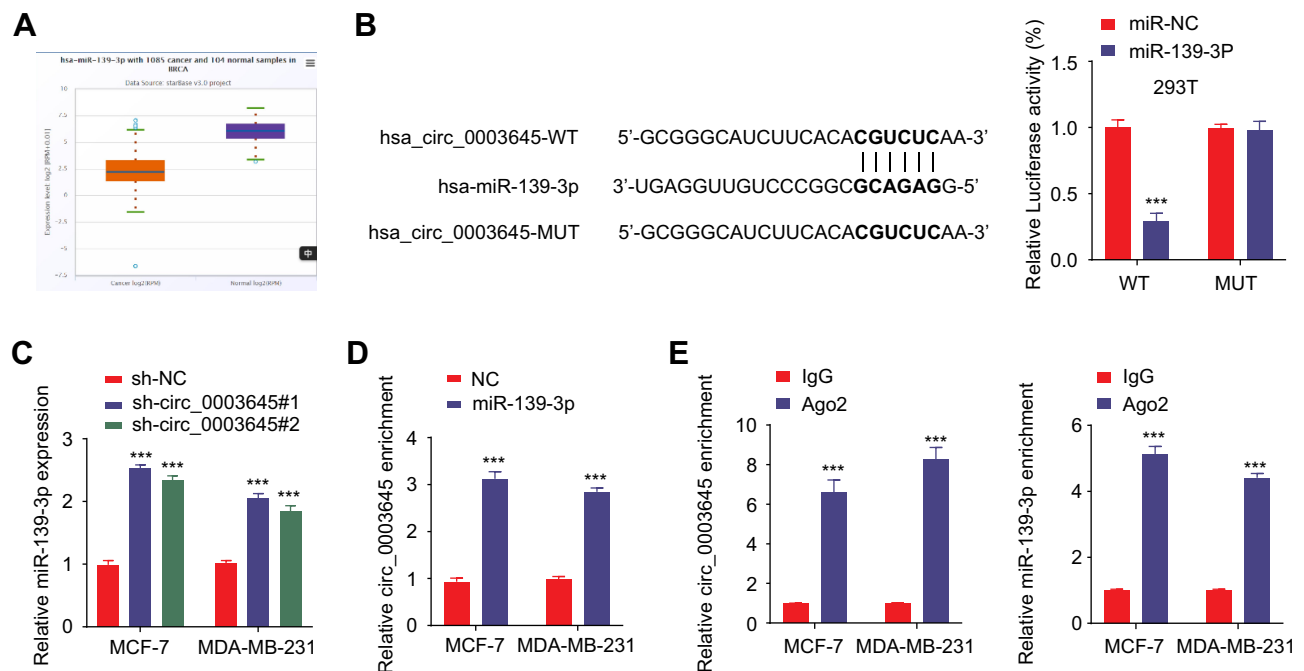 A
hsa-miR-139-3p with 1085 cancer and 104 normal samples in
BRCA
Data Source: starBase v3.0 project
Expression level: log2 [RPM+0.01]
10
7.5
5
2.5
0
-2.5
-5
-7.5
Cancer log2(RPM)
Normal log2(RPM)
中
B
hsa_circ_0003645-WT 5’-GCGGGCAUCUUCACACGUCUCAA-3’
hsa-miR-139-3p 3’-UGAGGUUGUCCCGGCGCAGAGG-5’
hsa_circ_0003645-MUT 5’-GCGGGCAUCUUCACACGUCUCAA-3’
miR-NC
miR-139-3P
293T
Relative Luciferase activity (%)
1.5
1.0
0.5
0.0
***
WT
MUT
C
sh-NC
sh-circ_0003645#1
sh-circ_0003645#2
Relative miR-139-3p expression
3
2
1
0
*** *** *** ***
MCF-7
MDA-MB-231
D
NC
miR-139-3p
Relative circ_0003645 enrichment
4
3
2
1
0
*** ***
MCF-7
MDA-MB-231
E
IgG
Ago2
Relative circ_0003645 enrichment
10
8
6
4
2
0
*** ***
MCF-7
MDA-MB-231
IgG
Ago2
Relative miR-139-3p enrichment
6
4
2
0
*** ***
MCF-7
MDA-MB-231